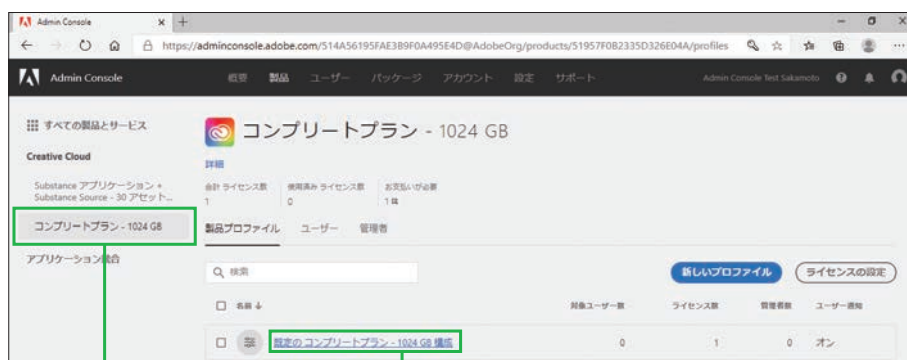 Admin Console
https://adminconsole.adobe.com/514A56195FAE3B9F0A495E4D@AdobeOrg/products/51957F0B2335D326E04A/profiles
Admin Console 概要 製品 ユーザー パッケージ アカウント 設定 サポート Admin Console Test Sakamoto
すべての製品とサービス
コンプリートプラン - 1024 GB
Creative Cloud
詳細
Substance アプリケーション +
Substance Source - 30 アセット...
合計 ライセンス数 使用済み ライセンス数 お支払いが必要
1 0 1
コンプリートプラン - 1024 GB
製品プロファイル ユーザー 管理者
アプリケーション統合
検索 新しいプロファイル ライセンスの設定
名前 ↓ 対象ユーザー数 ライセンス数 管理者数 ユーザー通知
既定の コンプリートプラン - 1024 GB 構成 0 1 0 オン